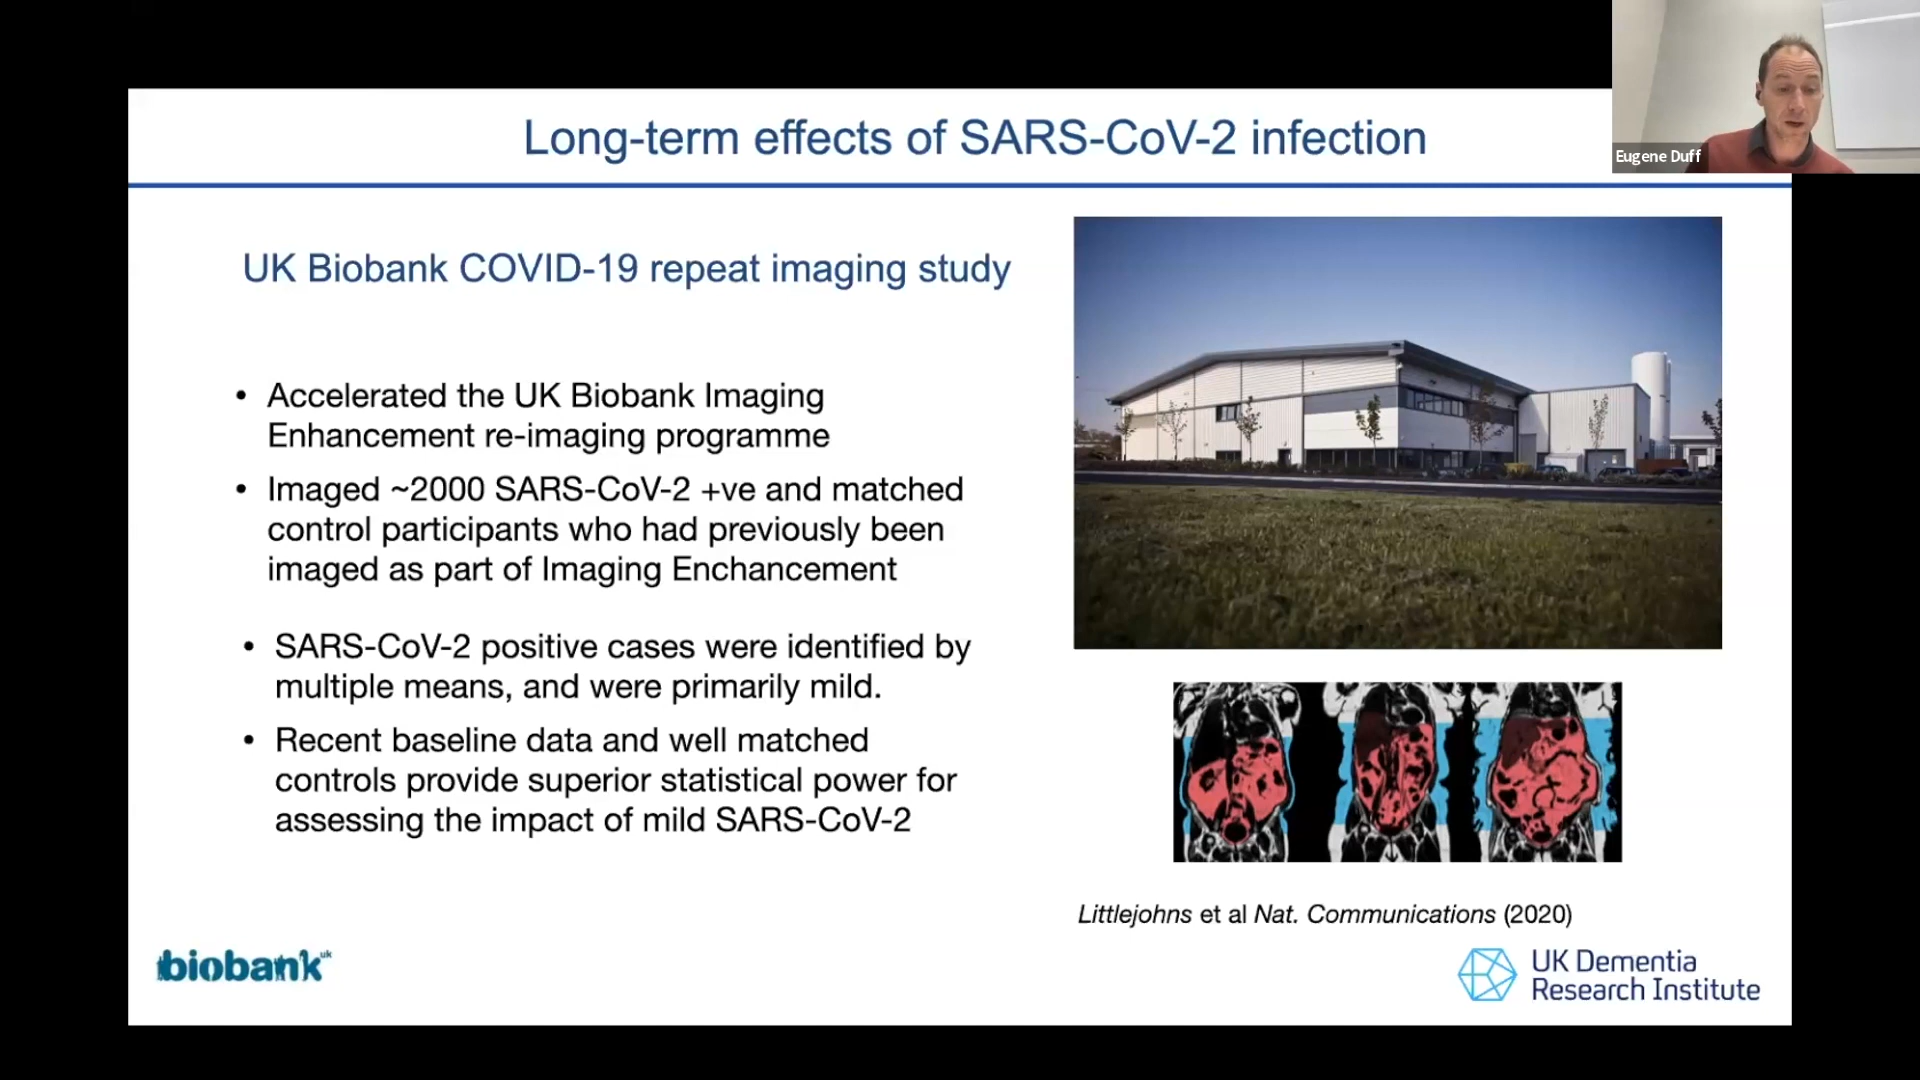 Long-term effects of SARS-CoV-2 infection
Eugene Duff
UK Biobank COVID-19 repeat imaging study
• Accelerated the UK Biobank Imaging
Enhancement re-imaging programme
• Imaged ~2000 SARS-CoV-2 +ve and matched
control participants who had previously been
imaged as part of Imaging Enchancement
• SARS-CoV-2 positive cases were identified by
multiple means, and were primarily mild.
• Recent baseline data and well matched
controls provide superior statistical power for
assessing the impact of mild SARS-CoV-2
Littlejohns et al Nat. Communications (2020)
biobank uk
UK Dementia
Research Institute